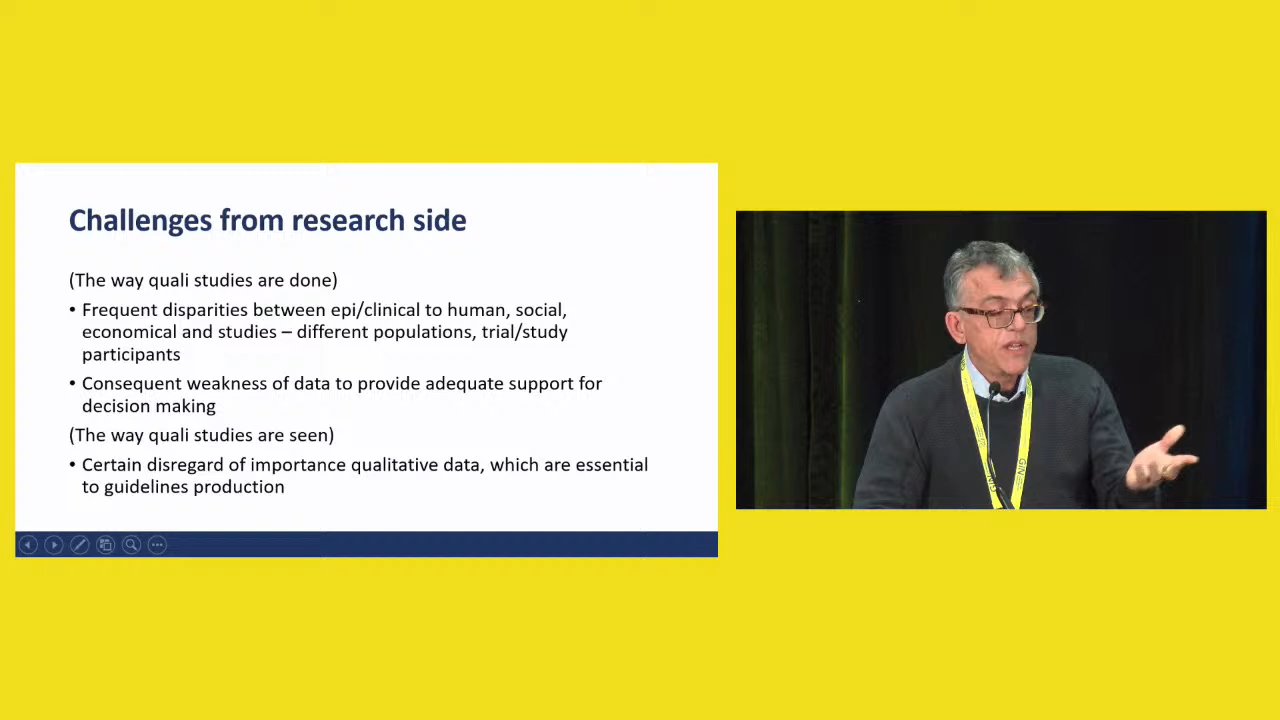 Challenges from research side
(The way quali studies are done)
• Frequent disparities between epi/clinical to human, social,
economical and studies – different populations, trial/study
participants
• Consequent weakness of data to provide adequate support for
decision making
(The way quali studies are seen)
• Certain disregard of importance qualitative data, which are essential
to guidelines production
GIN
GIN